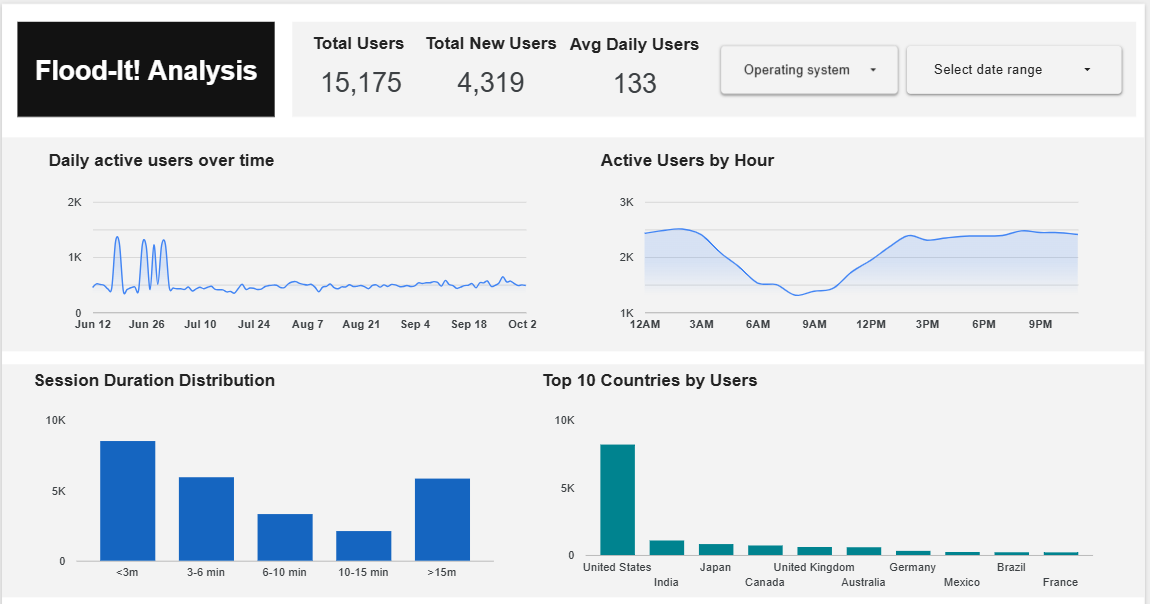 Flood-It! Analysis
Total Users
15,175
Total New Users
4,319
Avg Daily Users
133
Operating system
Select date range
Daily active users over time
2K
1K
0
Jun 12 Jun 26 Jul 10 Jul 24 Aug 7 Aug 21 Sep 4 Sep 18 Oct 2
Active Users by Hour
3K
2K
1K
12AM 3AM 6AM 9AM 12PM 3PM 6PM 9PM
Session Duration Distribution
10K
5K
0
<3m 3-6 min 6-10 min 10-15 min >15m
Top 10 Countries by Users
10K
5K
0
United States Japan United Kingdom Germany Brazil
India Canada Australia Mexico France